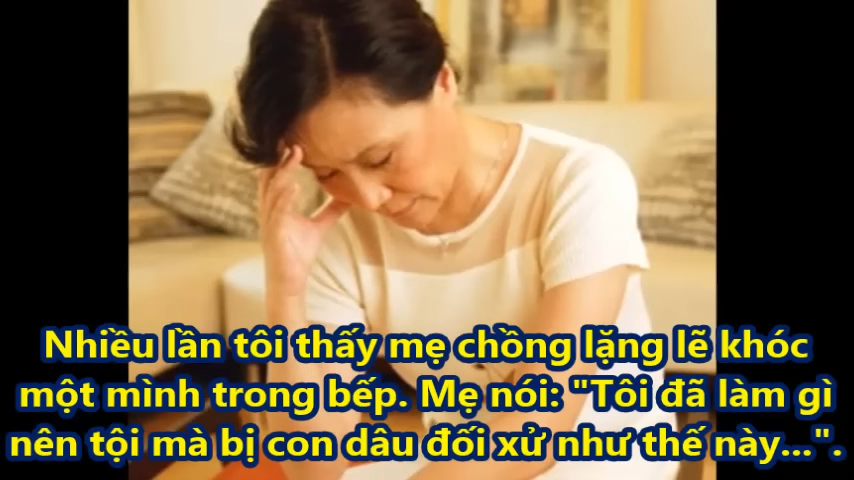 Nhiều lần tôi thấy mẹ chồng lặng lẽ khóc
một mình trong bếp. Mẹ nói: "Tôi đã làm gì
nên tội mà bị con dâu đối xử như thế này...".